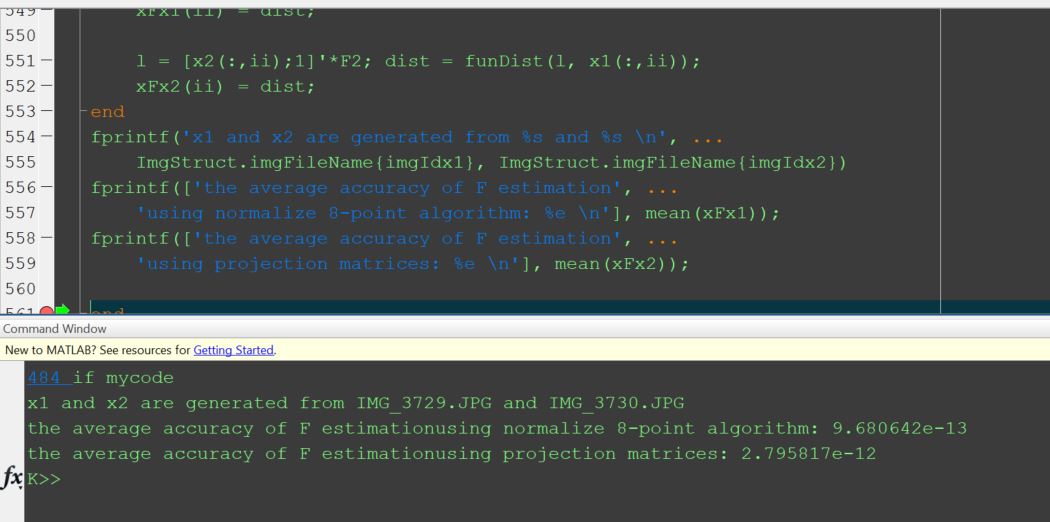 549 xFx1(ii) = dist;
550
551 l = [x2(:,ii);1]'*F2; dist = funDist(l, x1(:,ii));
552 xFx2(ii) = dist;
553 end
554 fprintf('x1 and x2 are generated from %s and %s \n', ...
555 ImgStruct.imgFileName{imgIdx1}, ImgStruct.imgFileName{imgIdx2})
556 fprintf(['the average accuracy of F estimation', ...
557 'using normalize 8-point algorithm: %e \n'], mean(xFx1));
558 fprintf(['the average accuracy of F estimation', ...
559 'using projection matrices: %e \n'], mean(xFx2));
560
561 end
Command Window
New to MATLAB? See resources for Getting Started.
484 if mycode
x1 and x2 are generated from IMG_3729.JPG and IMG_3730.JPG
the average accuracy of F estimationusing normalize 8-point algorithm: 9.680642e-13
the average accuracy of F estimationusing projection matrices: 2.795817e-12
fx K>>